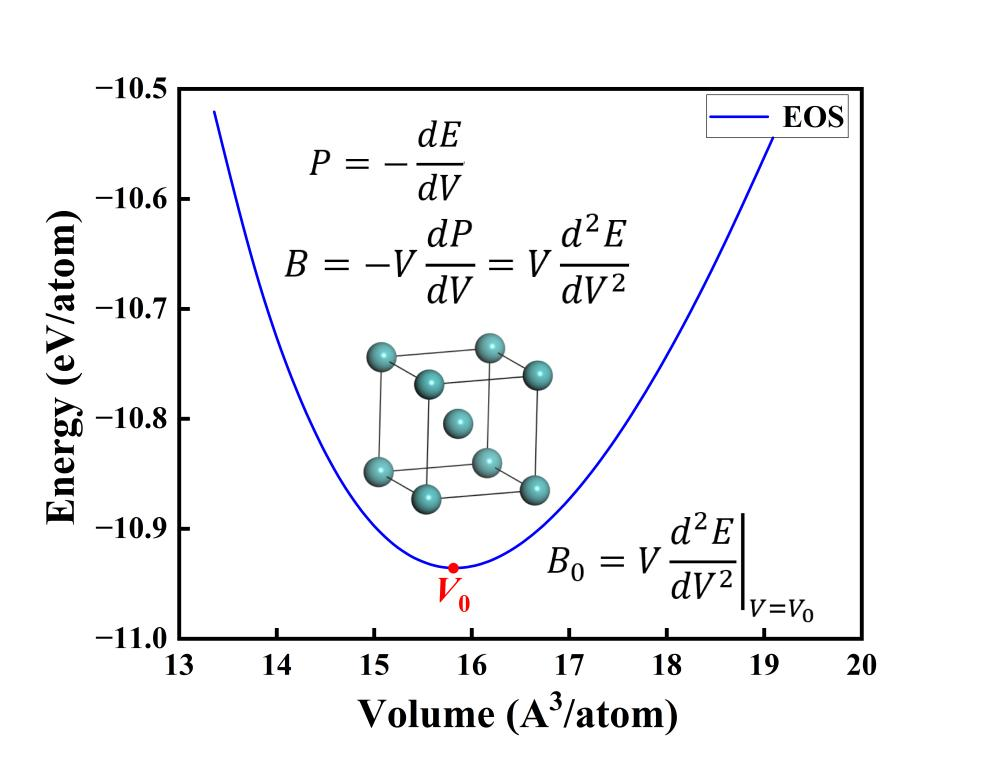 −10.5
EOS
P = − dE/dV
−10.6
B = −V dP/dV = V d²E/dV²
−10.7
−10.8
−10.9
B₀ = V d²E/dV² |V=V₀
V₀
−11.0
13 14 15 16 17 18 19 20
Volume (A³/atom)
Energy (eV/atom)